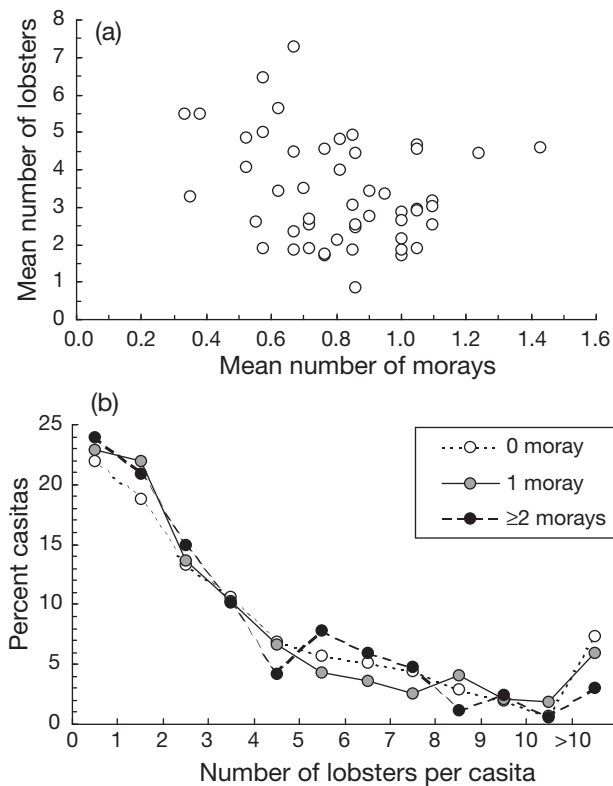 (a)
Mean number of lobsters
8
7
6
5
4
3
2
1
0
0.0 0.2 0.4 0.6 0.8 1.0 1.2 1.4 1.6
Mean number of morays
(b)
Percent casitas
25
20
15
10
5
0
0 moray
1 moray
≥2 morays
0 1 2 3 4 5 6 7 8 9 10 >10
Number of lobsters per casita